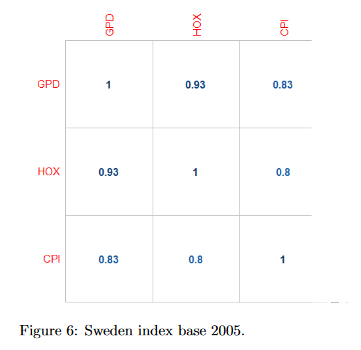 GPD HOX CPI
GPD 1 0.93 0.83
HOX 0.93 1 0.8
CPI 0.83 0.8 1
Figure 6: Sweden index base 2005.